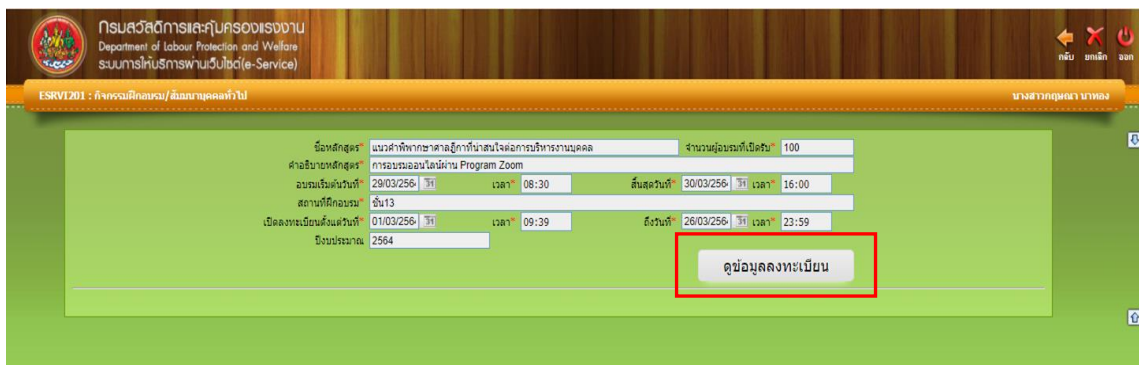 กรมสวัสดิการและคุ้มครองแรงงาน
Department of Labour Protection and Welfare
ระบบการให้บริการผ่านเว็บไซต์(e-Service)
กลับ ยกเลิก ออก
ESRVI201 : กิจกรรมฝึกอบรม/สัมมนาบุคคลทั่วไป นางสาวกฤษณา นาทอง
ชื่อหลักสูตร* แนวคำพิพากษาศาลฎีกาที่น่าสนใจต่อการบริหารงานบุคคล จำนวนผู้อบรมที่เปิดรับ* 100
คำอธิบายหลักสูตร* การอบรมออนไลน์ผ่าน Program Zoom
อบรมเริ่มต้นวันที่* 29/03/256 เวลา* 08:30 สิ้นสุดวันที่* 30/03/256 เวลา* 16:00
สถานที่ฝึกอบรม* ชั้น13
เปิดลงทะเบียนตั้งแต่วันที่* 01/03/256 เวลา* 09:39 ถึงวันที่* 26/03/256 เวลา* 23:59
ปีงบประมาณ 2564
ดูข้อมูลลงทะเบียน